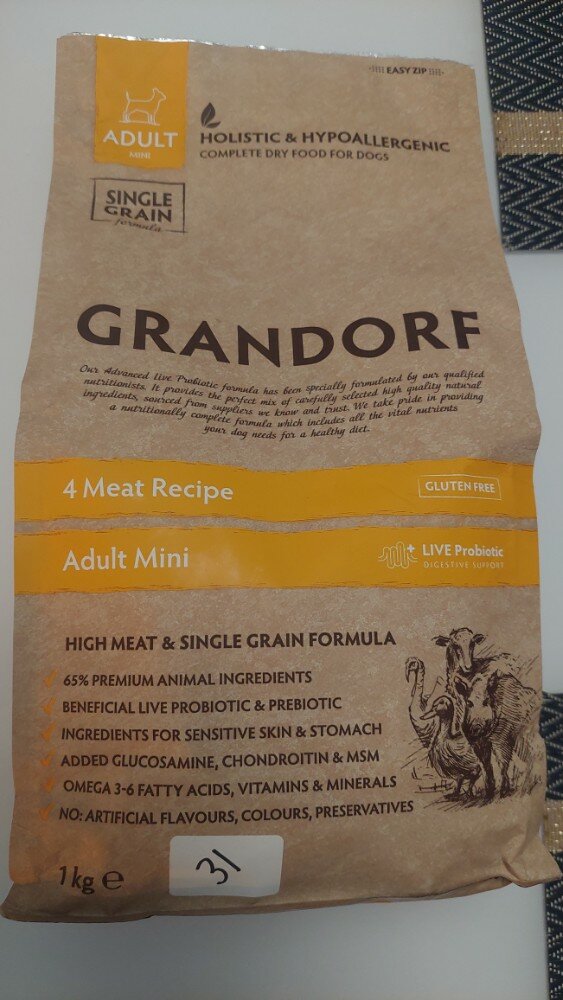 EASY ZIP
ADULT
MINI
HOLISTIC & HYPOALLERGENIC
COMPLETE DRY FOOD FOR DOGS
SINGLE
GRAIN
formula
GRANDORF
Our Advanced Live Probiotic formula has been specially formulated by our qualified
nutritionists. It provides the perfect mix of carefully selected high quality natural
ingredients, sourced from suppliers we know and trust. We take pride in providing
a nutritionally complete formula which includes all the vital nutrients
your dog needs for a healthy diet.
4 Meat Recipe
GLUTEN FREE
Adult Mini
LIVE Probiotic
DIGESTIVE SUPPORT
HIGH MEAT & SINGLE GRAIN FORMULA
65% PREMIUM ANIMAL INGREDIENTS
BENEFICIAL LIVE PROBIOTIC & PREBIOTIC
INGREDIENTS FOR SENSITIVE SKIN & STOMACH
ADDED GLUCOSAMINE, CHONDROITIN & MSM
OMEGA 3-6 FATTY ACIDS, VITAMINS & MINERALS
NO: ARTIFICIAL FLAVOURS, COLOURS, PRESERVATIVES
1kg e
31